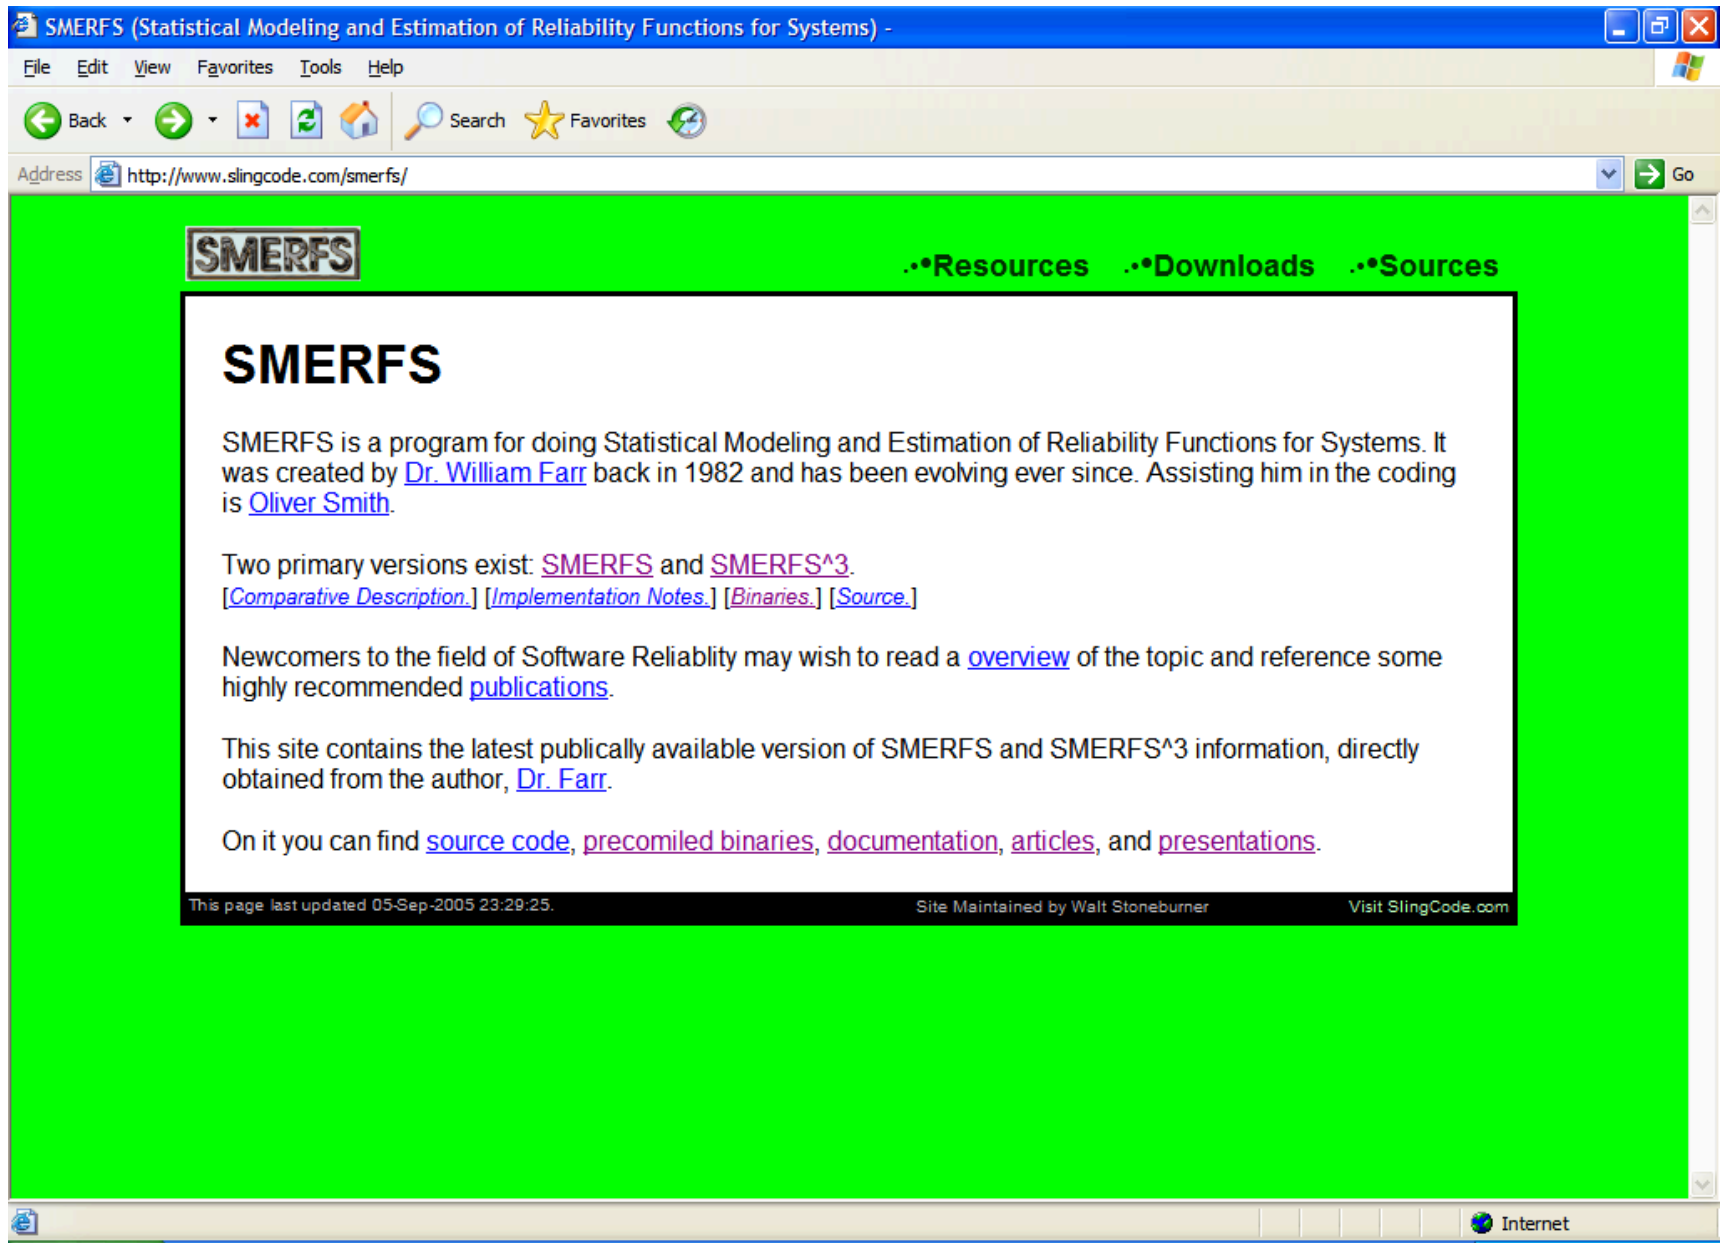 SMERFS (Statistical Modeling and Estimation of Reliability Functions for Systems) -
File Edit View Favorites Tools Help
Back Search Favorites
Address http://www.slingcode.com/smerfs/ Go
SMERFS
.·•Resources .·•Downloads .·•Sources
SMERFS
SMERFS is a program for doing Statistical Modeling and Estimation of Reliability Functions for Systems. It
was created by Dr. William Farr back in 1982 and has been evolving ever since. Assisting him in the coding
is Oliver Smith.
Two primary versions exist: SMERFS and SMERFS^3.
[Comparative Description.] [Implementation Notes.] [Binaries.] [Source.]
Newcomers to the field of Software Reliablity may wish to read a overview of the topic and reference some
highly recommended publications.
This site contains the latest publically available version of SMERFS and SMERFS^3 information, directly
obtained from the author, Dr. Farr.
On it you can find source code, precomiled binaries, documentation, articles, and presentations.
This page last updated 05-Sep-2005 23:29:25. Site Maintained by Walt Stoneburner Visit SlingCode.com
Internet